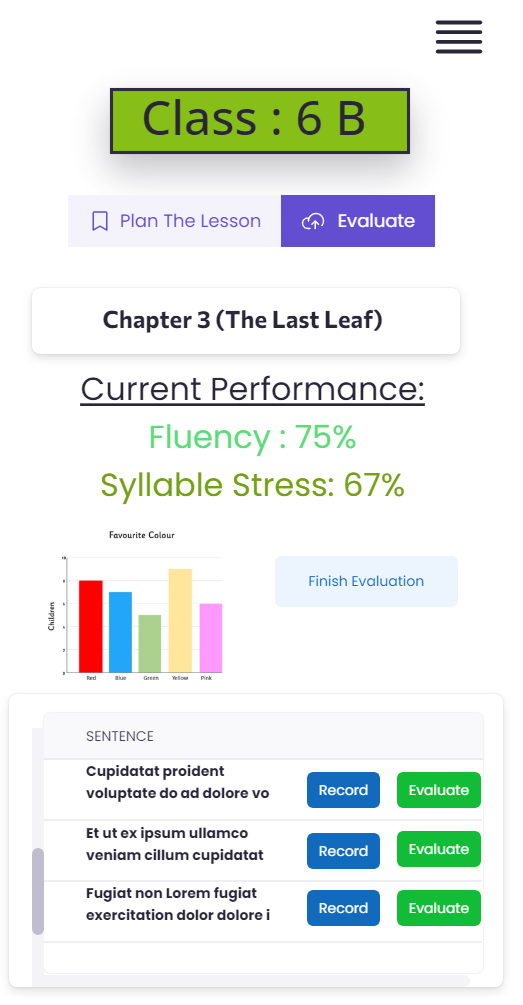 Class : 6 B
Plan The Lesson
Evaluate
Chapter 3 (The Last Leaf)
Current Performance:
Fluency : 75%
Syllable Stress: 67%
Favourite Colour
Finish Evaluation
10
8
6
4
2
0
Children
Red Blue Green Yellow Pink
SENTENCE
Cupidatat proident
voluptate do ad dolore vo
Record
Evaluate
Et ut ex ipsum ullamco
veniam cillum cupidatat
Record
Evaluate
Fugiat non Lorem fugiat
exercitation dolor dolore i
Record
Evaluate